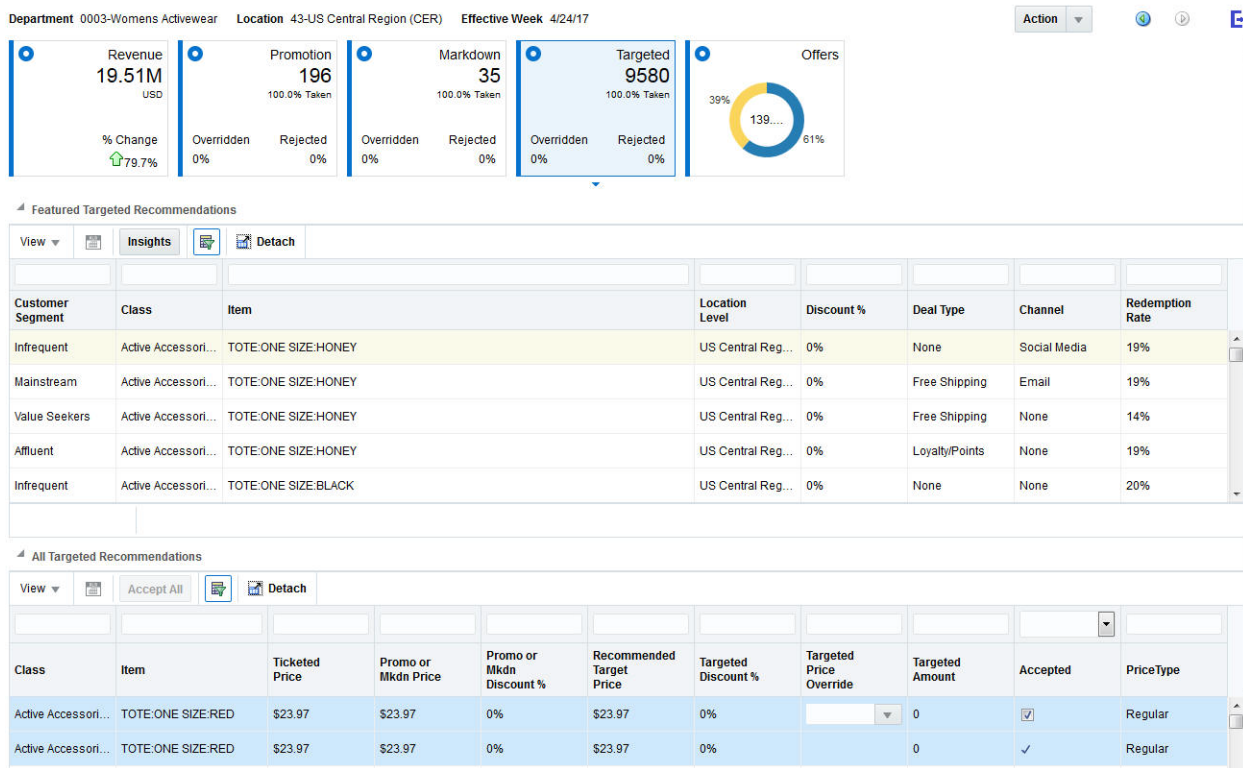 Department 0003-Womens Activewear Location 43-US Central Region (CER) Effective Week 4/24/17 Action
Revenue
19.51M
USD
% Change
79.7%
Promotion
196
100.0% Taken
Overridden Rejected
0% 0%
Markdown
35
100.0% Taken
Overridden Rejected
0% 0%
Targeted
9580
100.0% Taken
Overridden Rejected
0% 0%
Offers
39%
139....
61%
Featured Targeted Recommendations
View Insights Detach
Customer Segment Class Item Location Level Discount % Deal Type Channel Redemption Rate
Infrequent Active Accessori... TOTE:ONE SIZE:HONEY US Central Reg... 0% None Social Media 19%
Mainstream Active Accessori... TOTE:ONE SIZE:HONEY US Central Reg... 0% Free Shipping Email 19%
Value Seekers Active Accessori... TOTE:ONE SIZE:HONEY US Central Reg... 0% Free Shipping None 14%
Affluent Active Accessori... TOTE:ONE SIZE:HONEY US Central Reg... 0% Loyalty/Points None 19%
Infrequent Active Accessori... TOTE:ONE SIZE:BLACK US Central Reg... 0% None None 20%
All Targeted Recommendations
View Accept All Detach
Class Item Ticketed Price Promo or Mkdn Price Promo or Mkdn Discount % Recommended Target Price Targeted Discount % Targeted Price Override Targeted Amount Accepted PriceType
Active Accessori... TOTE:ONE SIZE:RED $23.97 $23.97 0% $23.97 0% 0 Regular
Active Accessori... TOTE:ONE SIZE:RED $23.97 $23.97 0% $23.97 0% 0 Regular